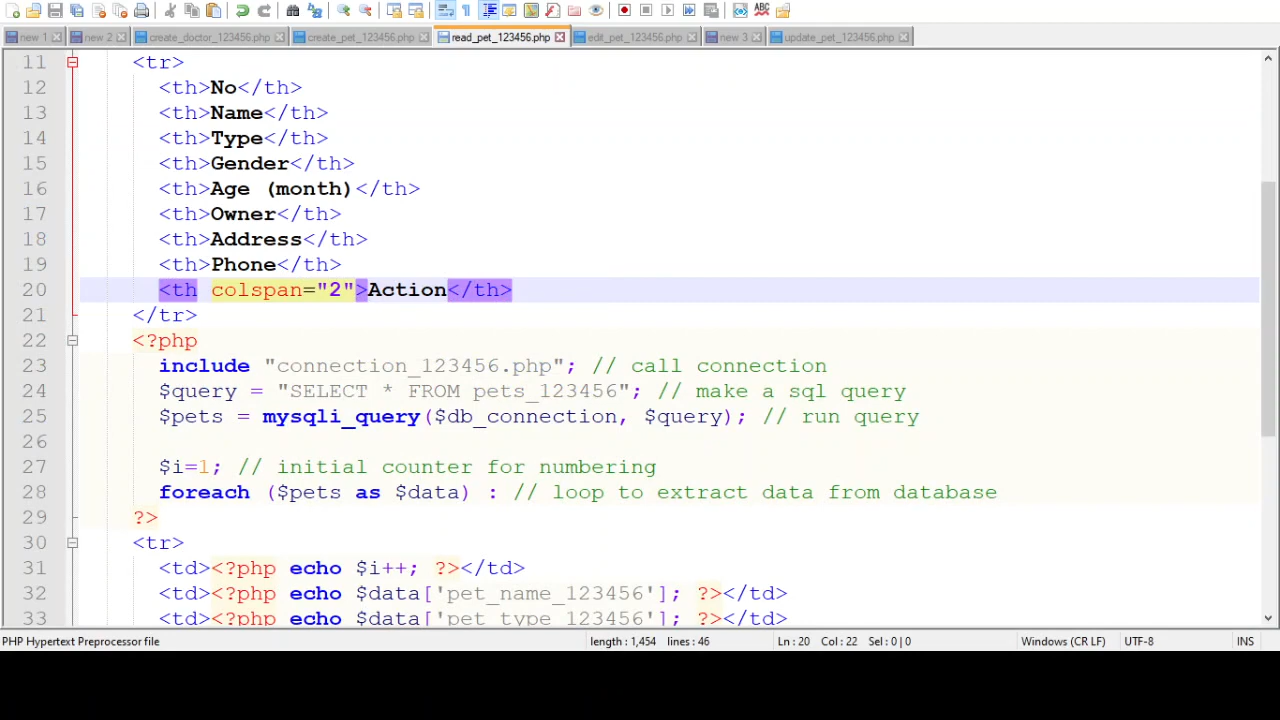 new 1 new 2 create_doctor_123456.php create_pet_123456.php read_pet_123456.php edit_pet_123456.php new 3 update_pet_123456.php
11 <tr>
12 <th>No</th>
13 <th>Name</th>
14 <th>Type</th>
15 <th>Gender</th>
16 <th>Age (month)</th>
17 <th>Owner</th>
18 <th>Address</th>
19 <th>Phone</th>
20 <th colspan="2">Action</th>
21 </tr>
22 <?php
23 include "connection_123456.php"; // call connection
24 $query = "SELECT * FROM pets_123456"; // make a sql query
25 $pets = mysqli_query($db_connection, $query); // run query
26
27 $i=1; // initial counter for numbering
28 foreach ($pets as $data) : // loop to extract data from database
29 ?>
30 <tr>
31 <td><?php echo $i++; ?></td>
32 <td><?php echo $data['pet_name_123456']; ?></td>
33 <td><?php echo $data['pet_type_123456']; ?></td>
PHP Hypertext Preprocessor file length : 1,454 lines : 46 Ln : 20 Col : 22 Sel : 0 | 0 Windows (CR LF) UTF-8 INS